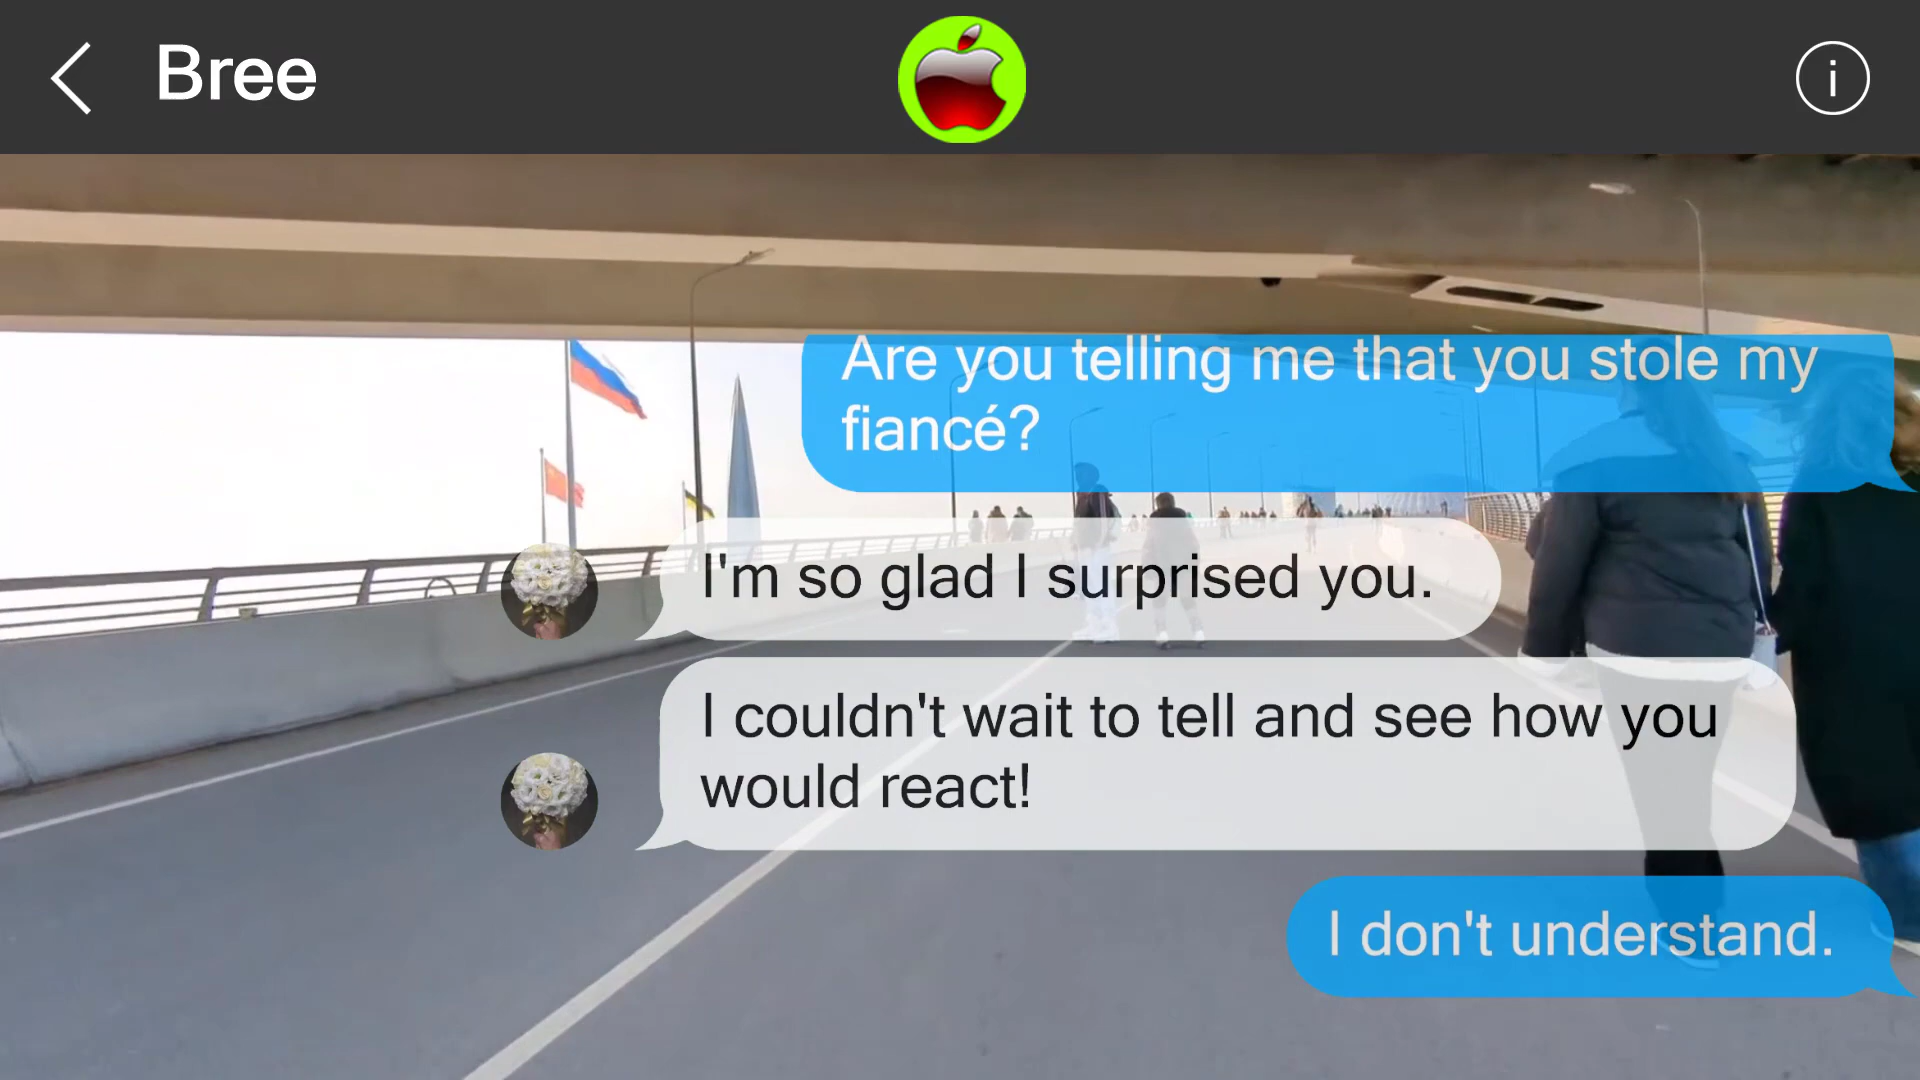 Bree
i
Are you telling me that you stole my
fiancé?
I'm so glad I surprised you.
I couldn't wait to tell and see how you
would react!
I don't understand.